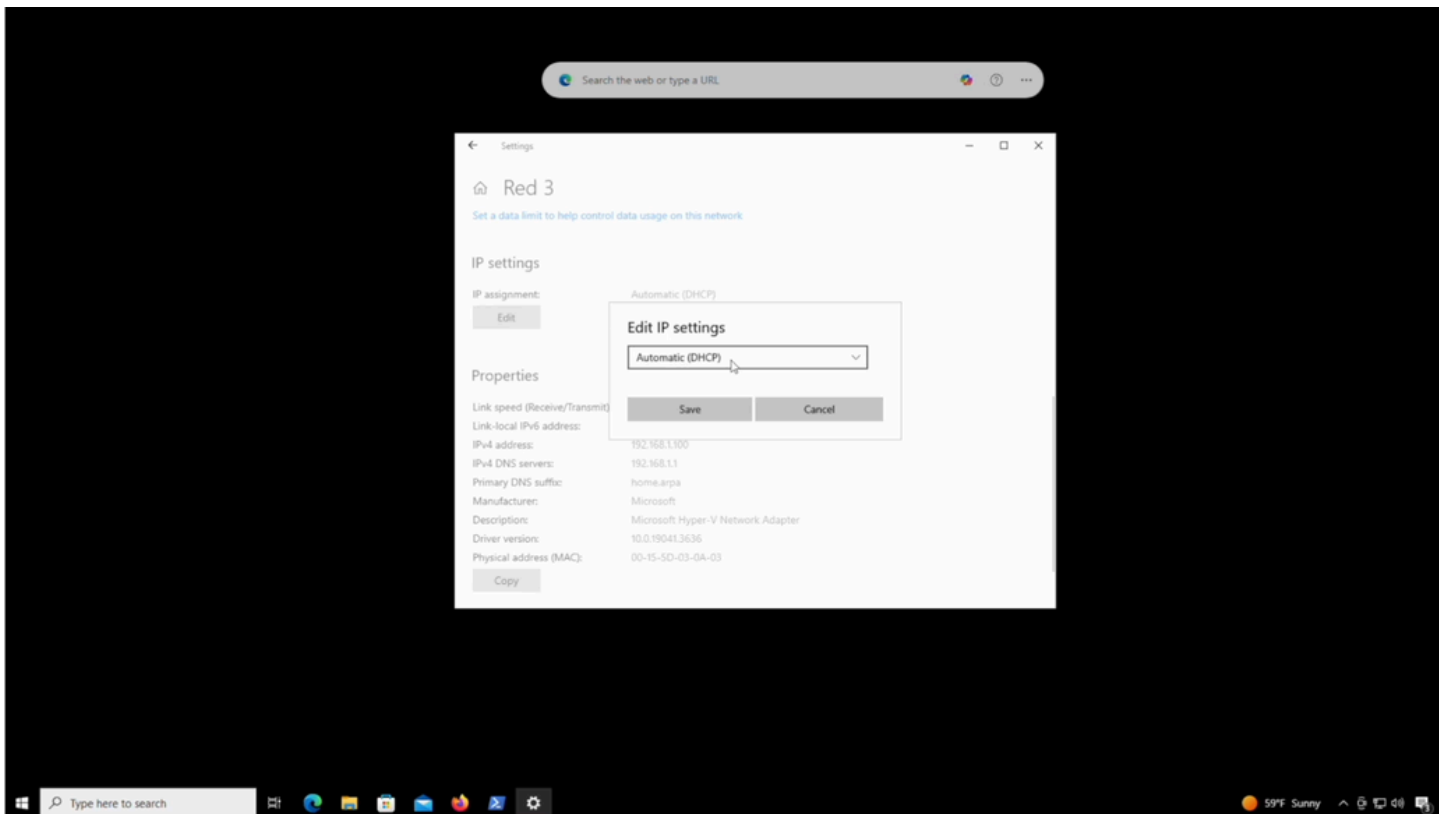 Search the web or type a URL
Settings
Red 3
Set a data limit to help control data usage on this network
IP settings
IP assignment: Automatic (DHCP)
Edit
Edit IP settings
Automatic (DHCP)
Save Cancel
Properties
Link speed (Receive/Transmit)
Link-local IPv6 address:
IPv4 address: 192.168.1.100
IPv4 DNS servers: 192.168.1.1
Primary DNS suffix: home.arpa
Manufacturer: Microsoft
Description: Microsoft Hyper-V Network Adapter
Driver version: 10.0.19041.3636
Physical address (MAC): 00-15-5D-03-0A-03
Copy
Type here to search
59°F Sunny